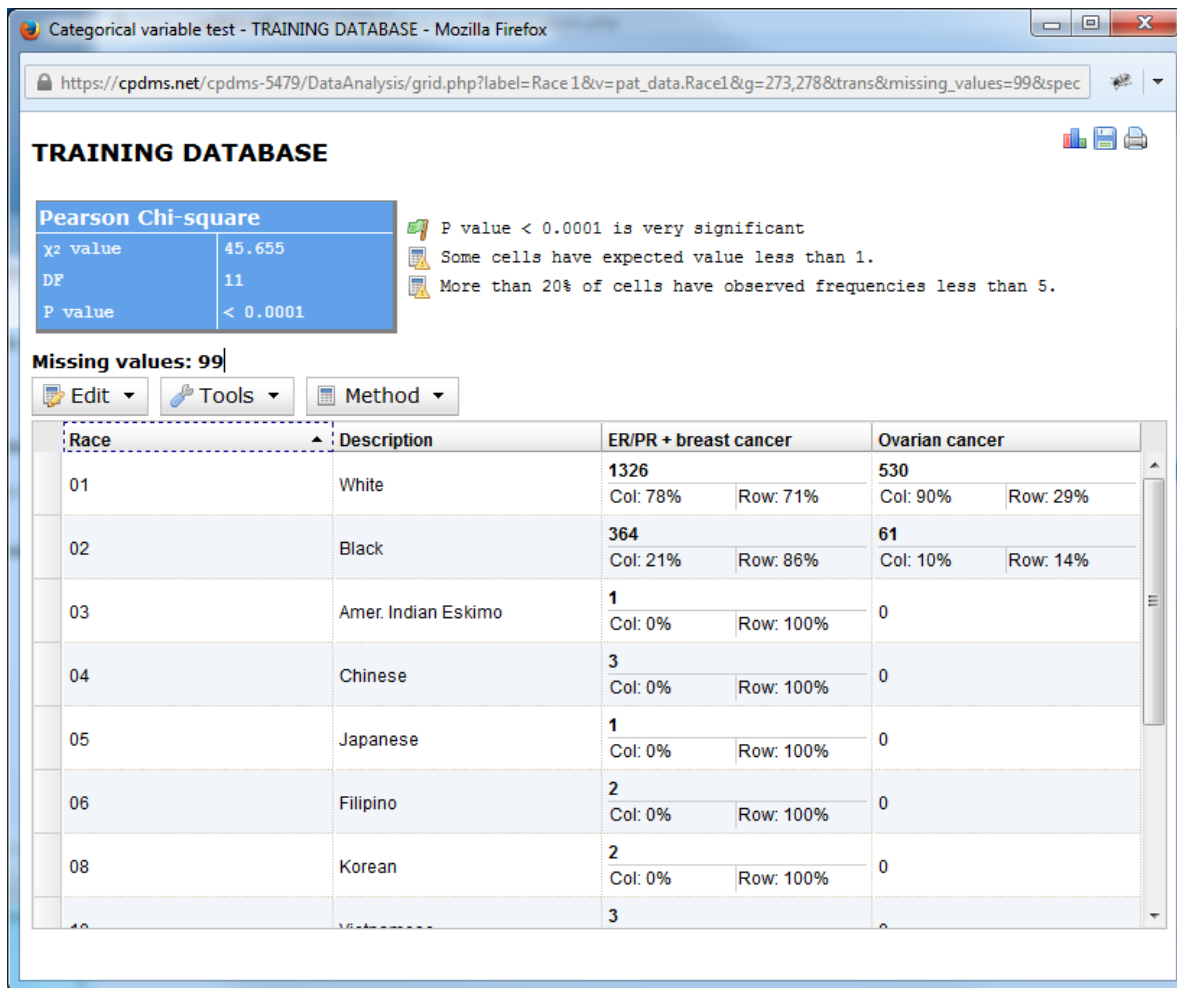 Categorical variable test - TRAINING DATABASE - Mozilla Firefox
https://cpdms.net/cpdms-5479/DataAnalysis/grid.php?label=Race1&v=pat_data.Race1&g=273,278&trans&missing_values=99&spec
TRAINING DATABASE
Pearson Chi-square
χ2 value 45.655
DF 11
P value < 0.0001
P value < 0.0001 is very significant
Some cells have expected value less than 1.
More than 20% of cells have observed frequencies less than 5.
Missing values: 99
Edit Tools Method
Race Description ER/PR + breast cancer Ovarian cancer
01 White 1326 Col: 78% Row: 71% 530 Col: 90% Row: 29%
02 Black 364 Col: 21% Row: 86% 61 Col: 10% Row: 14%
03 Amer. Indian Eskimo 1 Col: 0% Row: 100% 0
04 Chinese 3 Col: 0% Row: 100% 0
05 Japanese 1 Col: 0% Row: 100% 0
06 Filipino 2 Col: 0% Row: 100% 0
08 Korean 2 Col: 0% Row: 100% 0
3